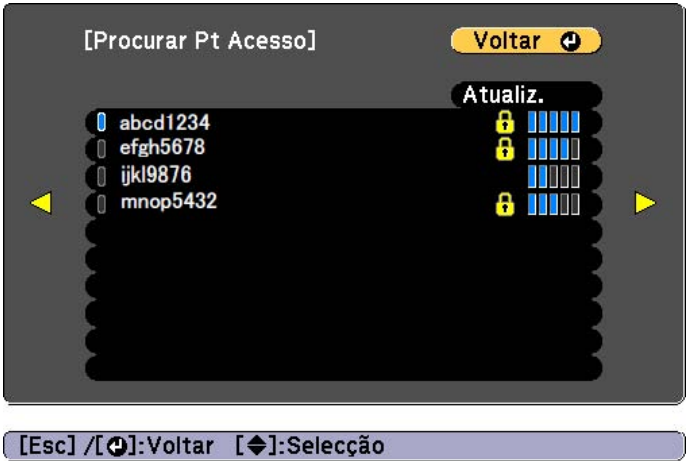 [Procurar Pt Acesso]
Voltar
Atualiz.
abcd1234
efgh5678
ijkl9876
mnop5432
[Esc] /[⏎]:Voltar [◆]:Selecção